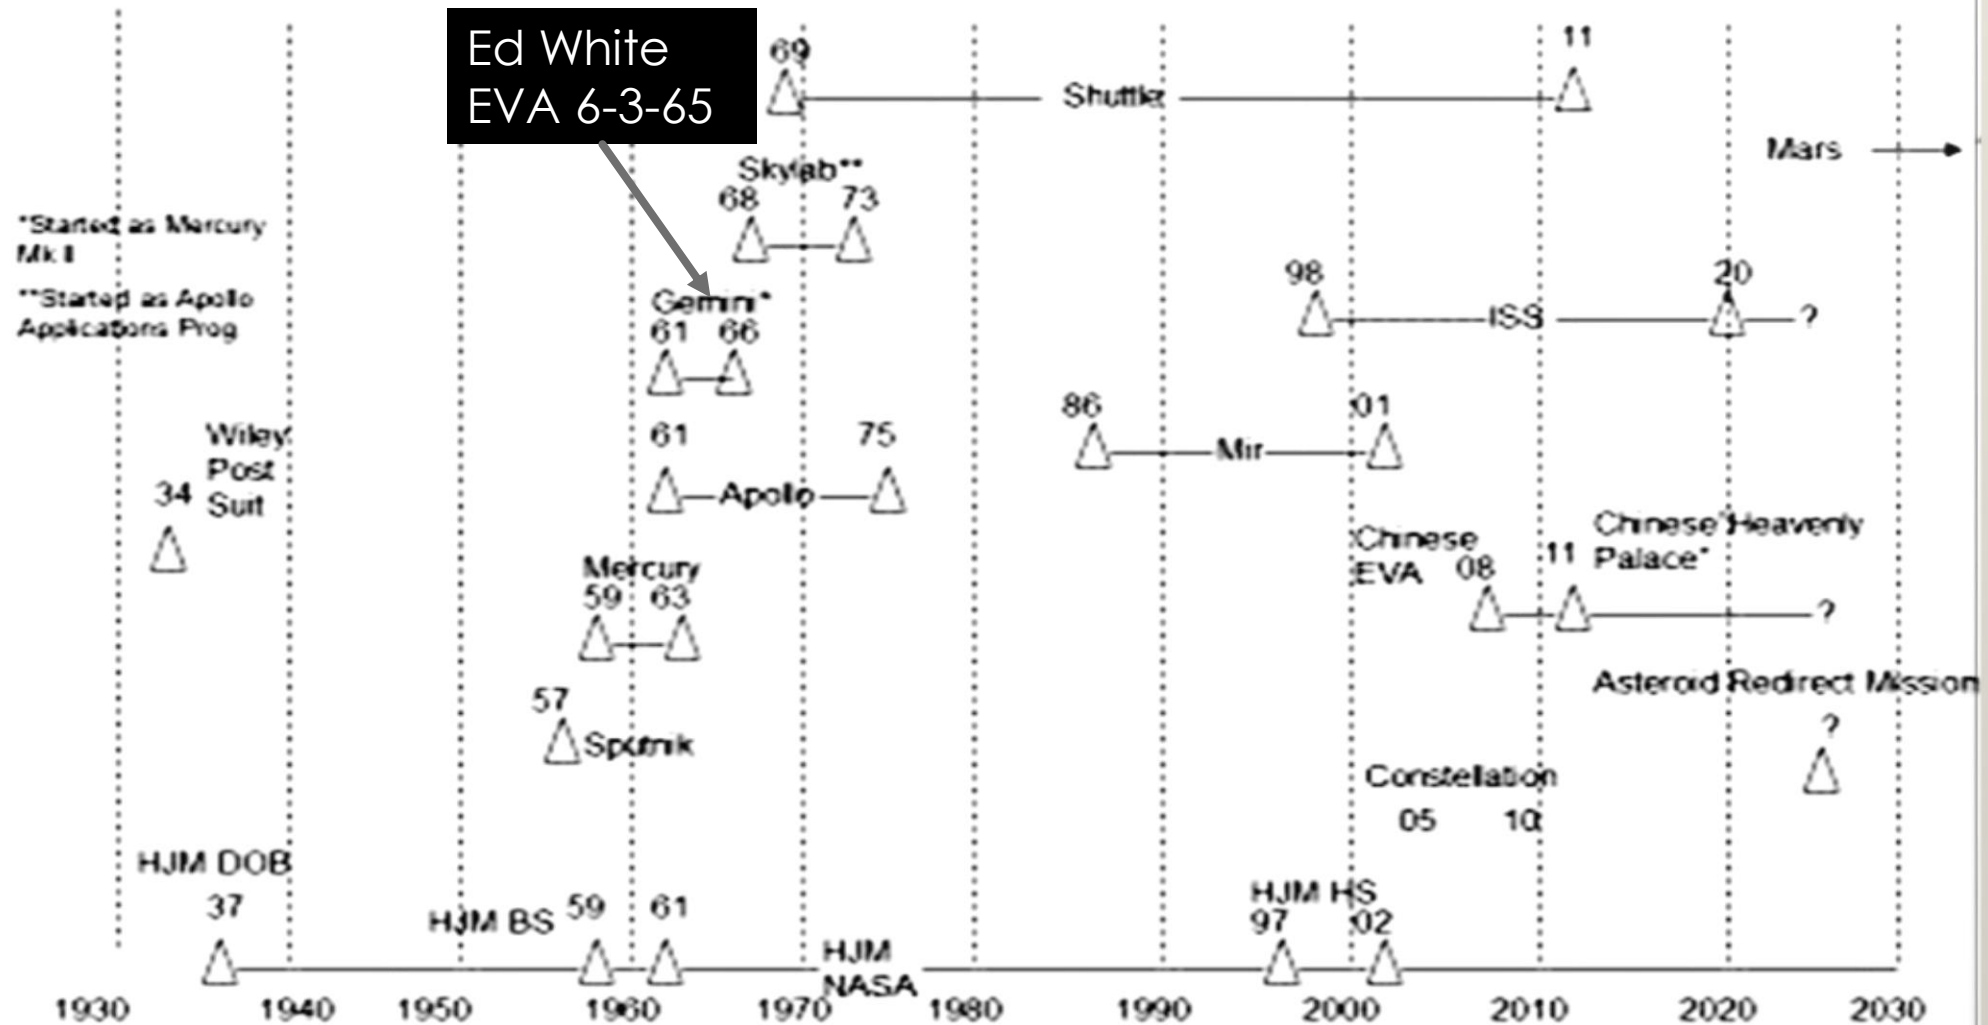 Ed White
EVA 6-3-65
69
11
Shuttle
Mars
Skylab**
68 73
*Started as Mercury
Mk II
**Started as Apollo
Applications Prog
98
20
ISS
?
Gemini*
61 66
86
01
Mir
Wiley
Post
Suit
34
61
75
Apollo
Chinese
EVA 08
11
Chinese "Heavenly
Palace"
?
Mercury
59 63
57
Sputnik
Asteroid Redirect Mission
?
Constellation
05 10
HJM DOB
37
HJM BS 59 61
HJM HS
97 02
HJM
NASA
1930 1940 1950 1960 1970 1980 1990 2000 2010 2020 2030